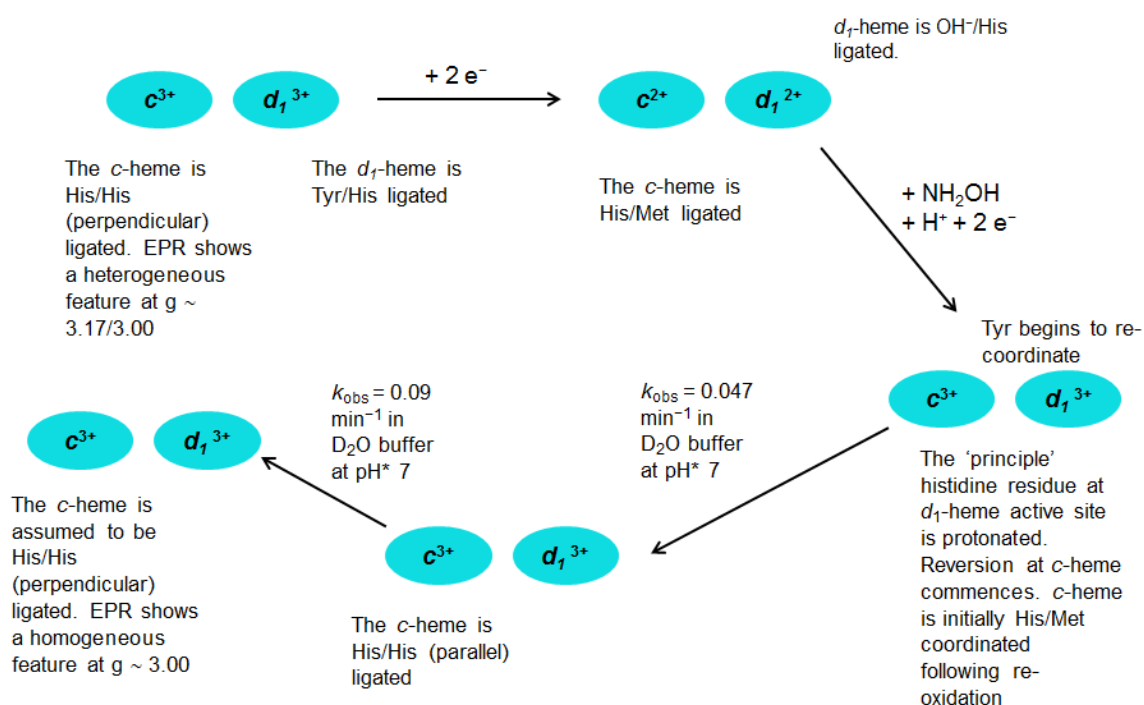 d₁-heme is OH⁻/His
ligated.
+ 2 e⁻
c³⁺
d₁ ³⁺
c²⁺
d₁ ²⁺
The c-heme is
His/His
(perpendicular)
ligated. EPR shows
a heterogeneous
feature at g ~
3.17/3.00
The d₁-heme is
Tyr/His ligated
The c-heme is
His/Met ligated
+ NH₂OH
+ H⁺ + 2 e⁻
Tyr begins to re-
coordinate
c³⁺
d₁ ³⁺
The ‘principle’
histidine residue at
d₁-heme active site
is protonated.
Reversion at c-heme
commences. c-heme
is initially His/Met
coordinated
following re-
oxidation
k_obs = 0.047
min⁻¹ in
D₂O buffer
at pH* 7
c³⁺
d₁ ³⁺
The c-heme is
His/His (parallel)
ligated
k_obs = 0.09
min⁻¹ in
D₂O buffer
at pH* 7
c³⁺
d₁ ³⁺
The c-heme is
assumed to be
His/His
(perpendicular)
ligated. EPR shows
a homogeneous
feature at g ~ 3.00